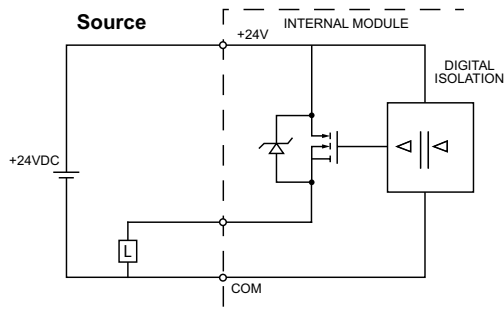 Source
INTERNAL MODULE
+24V
DIGITAL
ISOLATION
+24VDC
L
COM